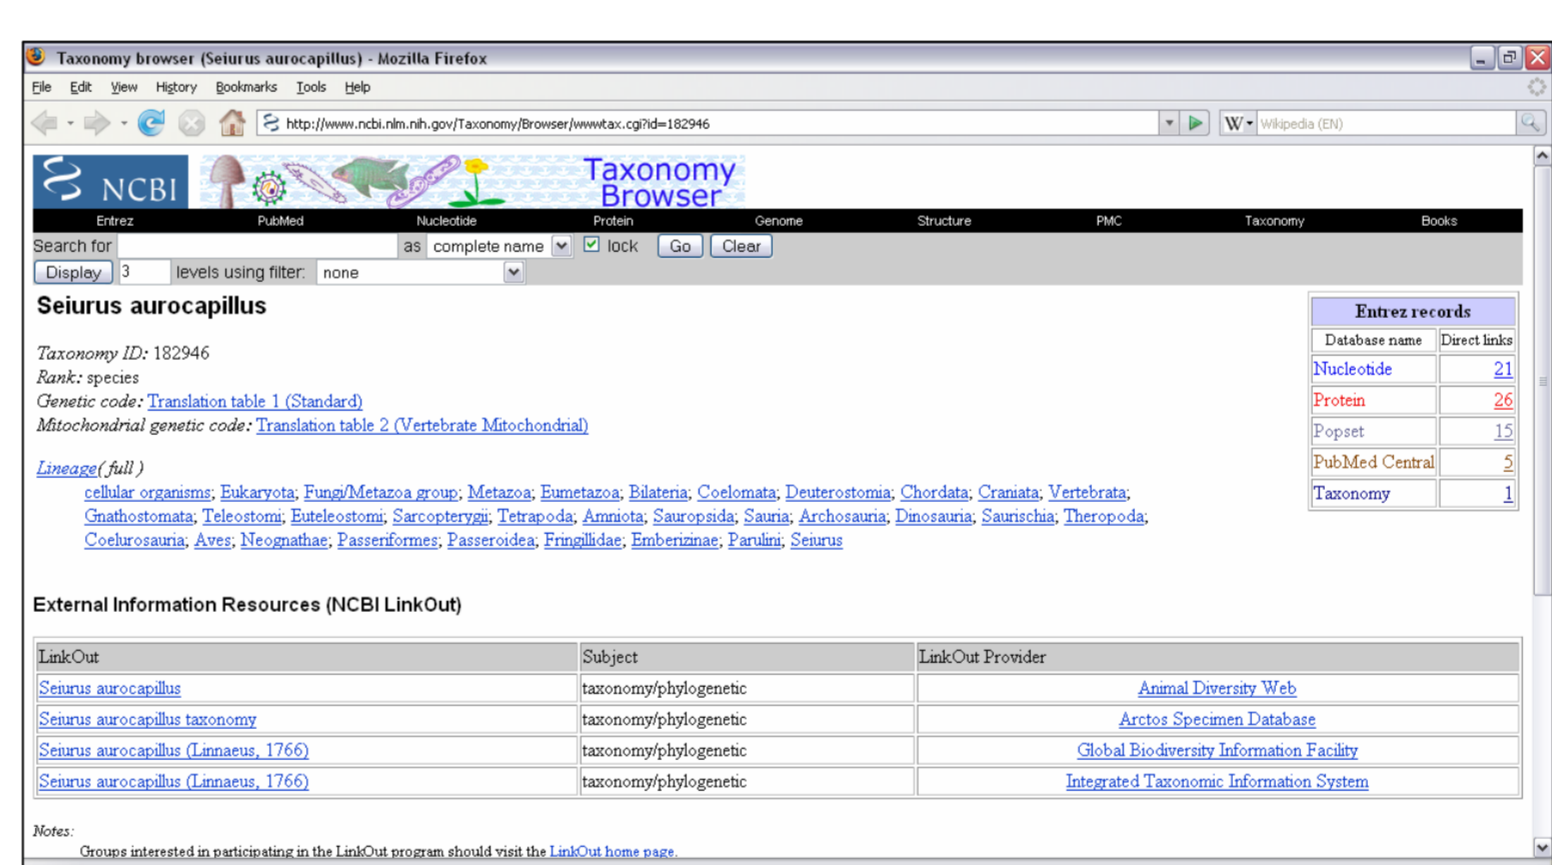 Taxonomy browser (Seiurus aurocapillus) - Mozilla Firefox
File Edit View History Bookmarks Tools Help
http://www.ncbi.nlm.nih.gov/Taxonomy/Browser/wwwtax.cgi?id=182946 W Wikipedia (EN)
NCBI Taxonomy
Browser
Entrez PubMed Nucleotide Protein Genome Structure PMC Taxonomy Books
Search for as complete name lock Go Clear
Display 3 levels using filter: none
Seiurus aurocapillus
Taxonomy ID: 182946
Rank: species
Genetic code: Translation table 1 (Standard)
Mitochondrial genetic code: Translation table 2 (Vertebrate Mitochondrial)
Lineage( full )
cellular organisms; Eukaryota; Fungi/Metazoa group; Metazoa; Eumetazoa; Bilateria; Coelomata; Deuterostomia; Chordata; Craniata; Vertebrata;
Gnathostomata; Teleostomi; Euteleostomi; Sarcopterygii; Tetrapoda; Amniota; Sauropsida; Sauria; Archosauria; Dinosauria; Saurischia; Theropoda;
Coelurosauria; Aves; Neognathae; Passeriformes; Passeroidea; Fringillidae; Emberizinae; Parulini; Seiurus
Entrez records
Database name Direct links
Nucleotide 21
Protein 26
Popset 15
PubMed Central 5
Taxonomy 1
External Information Resources (NCBI LinkOut)
LinkOut Subject LinkOut Provider
Seiurus aurocapillus taxonomy/phylogenetic Animal Diversity Web
Seiurus aurocapillus taxonomy taxonomy/phylogenetic Arctos Specimen Database
Seiurus aurocapillus (Linnaeus, 1766) taxonomy/phylogenetic Global Biodiversity Information Facility
Seiurus aurocapillus (Linnaeus, 1766) taxonomy/phylogenetic Integrated Taxonomic Information System
Notes:
Groups interested in participating in the LinkOut program should visit the LinkOut home page.